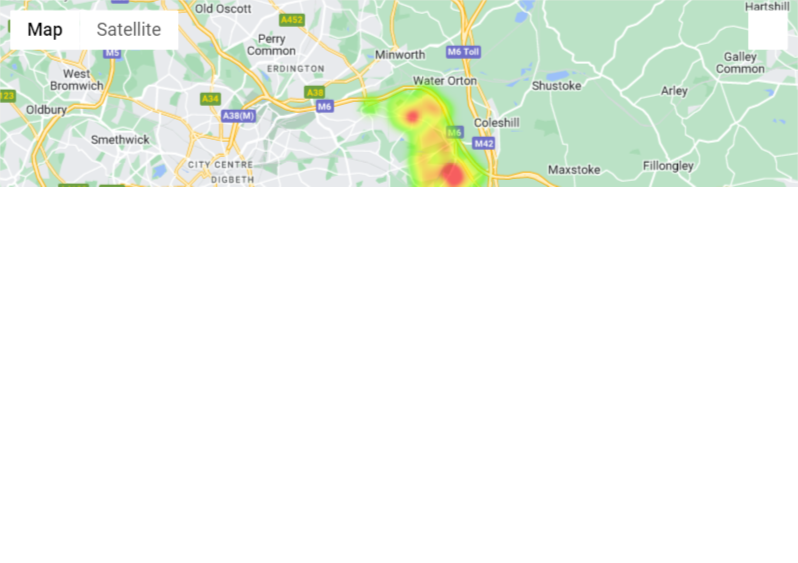 Hartshill
Old Oscott
A452
Map
Satellite
Perry
Common
M5
Minworth
M6 Toll
Galley
Common
ERDINGTON
West
Bromwich
Water Orton
Shustoke
Arley
123
A34
A38
M6
Oldbury
A38(M)
Coleshill
Smethwick
M6
M42
CITY CENTRE
Maxstoke
Fillongley
DIGBETH